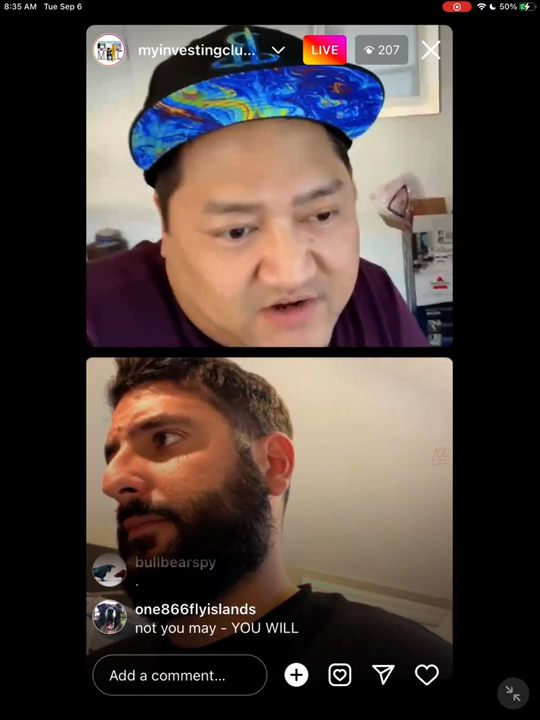 8:35 AM Tue Sep 6
50%
myinvestingclu...
LIVE
207
100
bullbearspy
.
one866flyislands
not you may - YOU WILL
Add a comment...